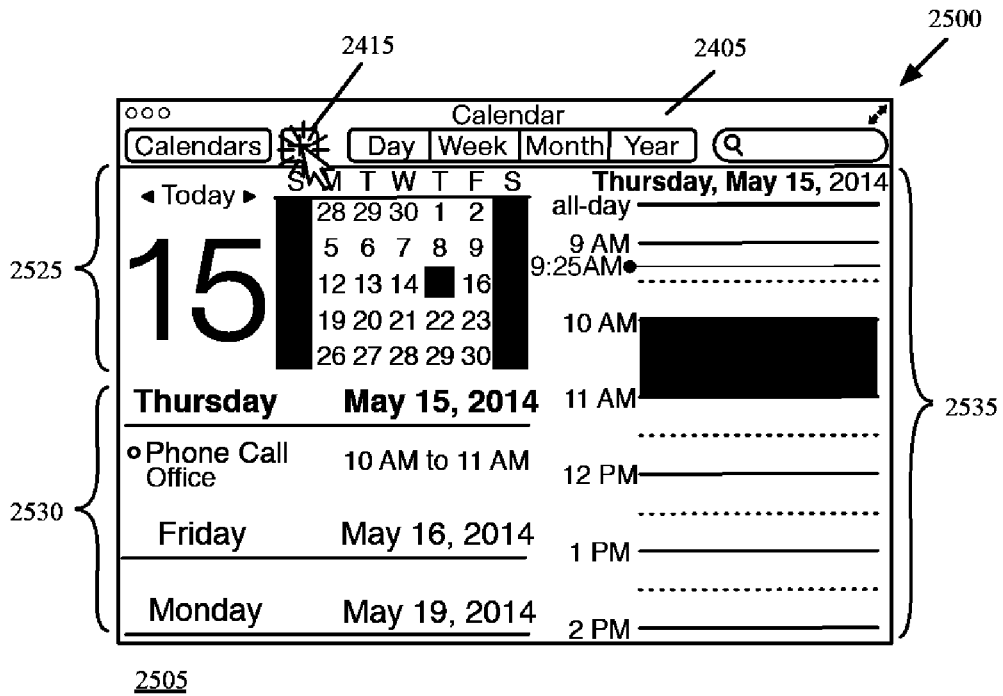 2500
2415
2405
Calendar
Calendars Day Week Month Year
Today
15
S M T W T F S
28 29 30 1 2
5 6 7 8 9
12 13 14 16
19 20 21 22 23
26 27 28 29 30
Thursday, May 15, 2014
all-day
9 AM
9:25AM
10 AM
11 AM
12 PM
1 PM
2 PM
Thursday May 15, 2014
Phone Call 10 AM to 11 AM
Office
Friday May 16, 2014
Monday May 19, 2014
2525
2530
2535
2505